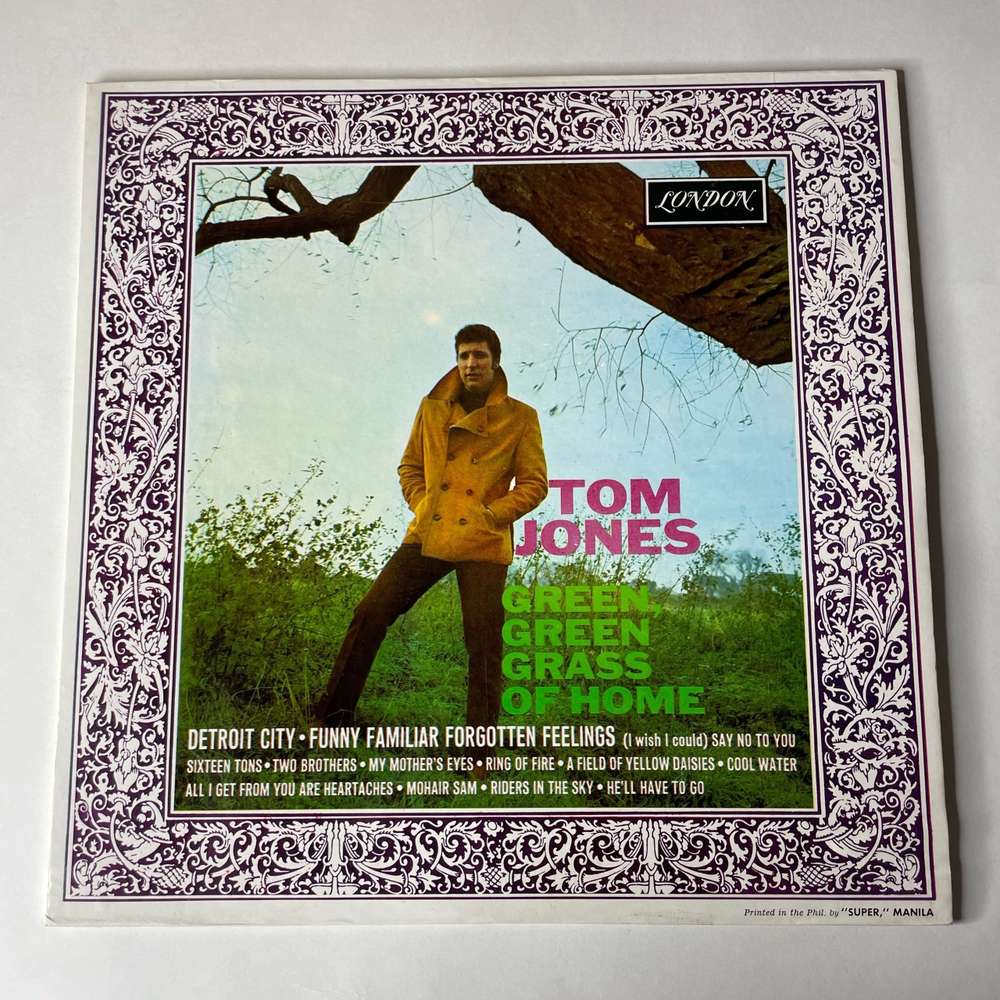 LONDON
TOM
JONES
GREEN,
GREEN
GRASS
OF HOME
DETROIT CITY • FUNNY FAMILIAR FORGOTTEN FEELINGS (I wish I could) SAY NO TO YOU
SIXTEEN TONS • TWO BROTHERS • MY MOTHER'S EYES • RING OF FIRE • A FIELD OF YELLOW DAISIES • COOL WATER
ALL I GET FROM YOU ARE HEARTACHES • MOHAIR SAM • RIDERS IN THE SKY • HE'LL HAVE TO GO
Printed in the Phil. by "SUPER," MANILA